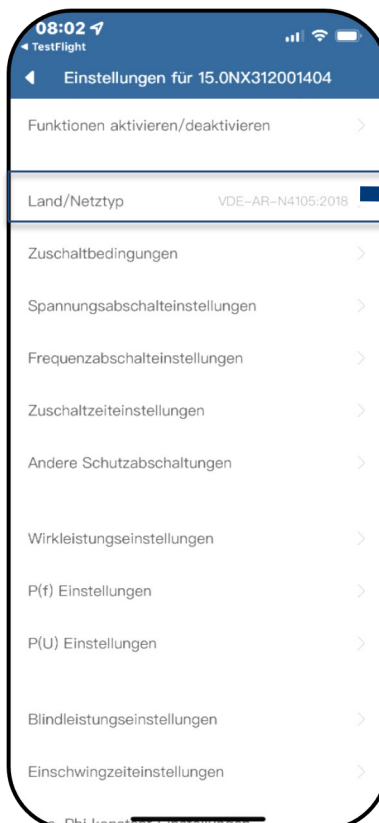 08:02
TestFlight
Einstellungen für 15.0NX312001404
Funktionen aktivieren/deaktivieren
Land/Netztyp VDE-AR-N4105:2018
Zuschaltbedingungen
Spannungsabschalteinstellungen
Frequenzabschalteinstellungen
Zuschaltzeiteinstellungen
Andere Schutzabschaltungen
Wirkleistungseinstellungen
P(f) Einstellungen
P(U) Einstellungen
Blindleistungseinstellungen
Einschwingzeiteinstellungen